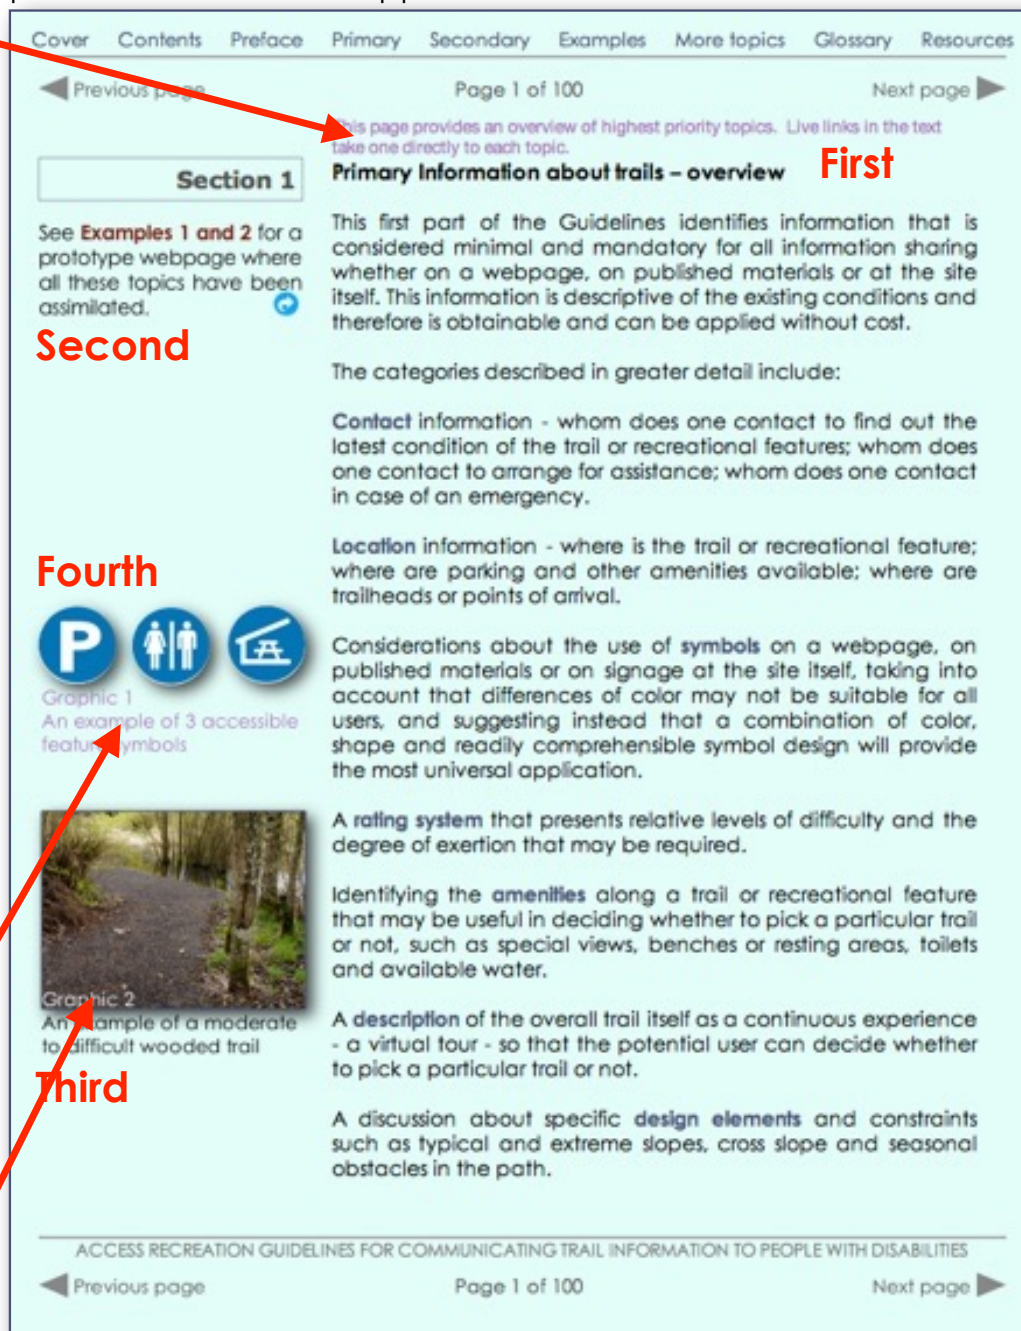 Cover Contents Preface Primary Secondary Examples More topics Glossary Resources
Previous page Page 1 of 100 Next page
This page provides an overview of highest priority topics. Live links in the text
take one directly to each topic.
First
Primary Information about trails – overview
This first part of the Guidelines identifies information that is
considered minimal and mandatory for all information sharing
whether on a webpage, on published materials or at the site
itself. This information is descriptive of the existing conditions and
therefore is obtainable and can be applied without cost.
The categories described in greater detail include:
Contact information - whom does one contact to find out the
latest condition of the trail or recreational features; whom does
one contact to arrange for assistance; whom does one contact
in case of an emergency.
Location information - where is the trail or recreational feature;
where are parking and other amenities available; where are
trailheads or points of arrival.
Considerations about the use of symbols on a webpage, on
published materials or on signage at the site itself, taking into
account that differences of color may not be suitable for all
users, and suggesting instead that a combination of color,
shape and readily comprehensible symbol design will provide
the most universal application.
A rating system that presents relative levels of difficulty and the
degree of exertion that may be required.
Identifying the amenities along a trail or recreational feature
that may be useful in deciding whether to pick a particular trail
or not, such as special views, benches or resting areas, toilets
and available water.
A description of the overall trail itself as a continuous experience
- a virtual tour - so that the potential user can decide whether
to pick a particular trail or not.
A discussion about specific design elements and constraints
such as typical and extreme slopes, cross slope and seasonal
obstacles in the path.
Section 1
See Examples 1 and 2 for a
prototype webpage where
all these topics have been
assimilated.
Second
Fourth
P
Graphic 1
An example of 3 accessible
feature symbols
Graphic 2
An example of a moderate
to difficult wooded trail
Third
ACCESS RECREATION GUIDELINES FOR COMMUNICATING TRAIL INFORMATION TO PEOPLE WITH DISABILITIES
Previous page Page 1 of 100 Next page